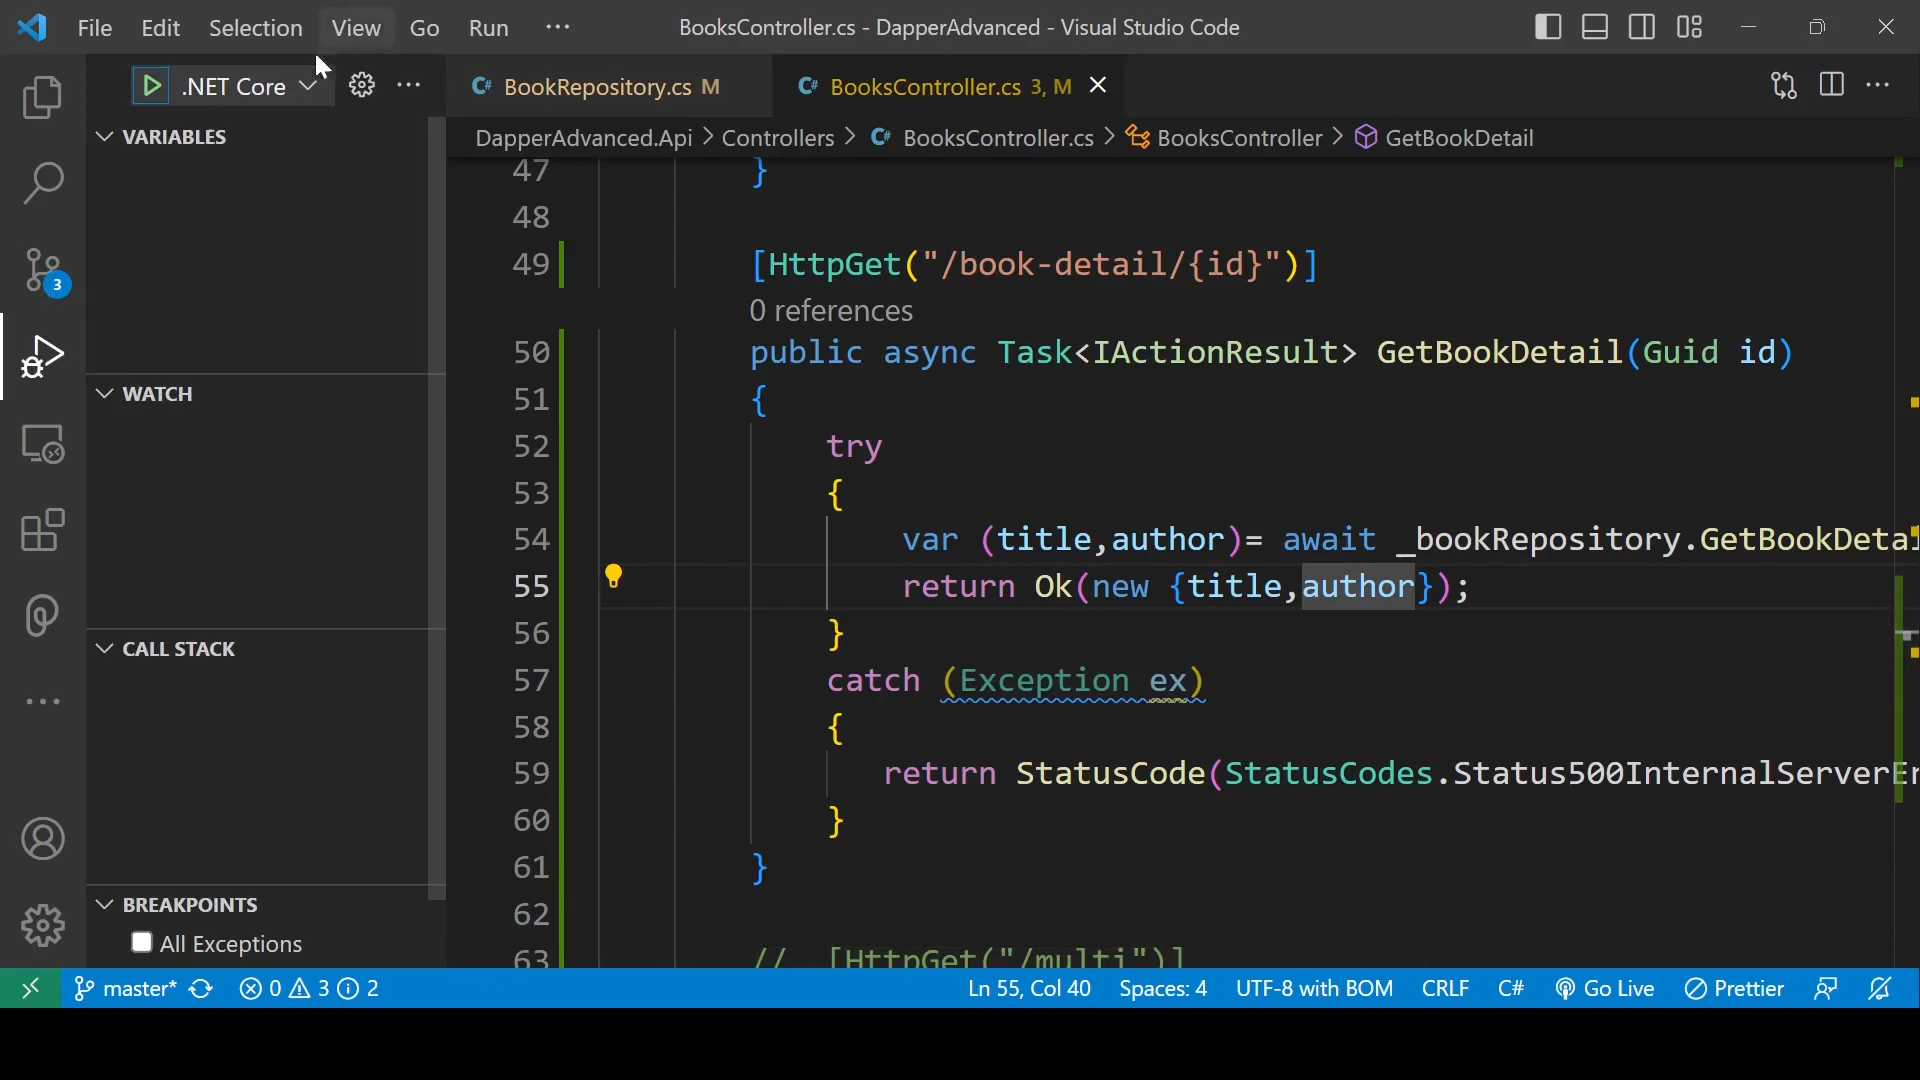 File Edit Selection View Go Run ··· BooksController.cs - DapperAdvanced - Visual Studio Code
.NET Core
BookRepository.cs M
BooksController.cs 3, M
DapperAdvanced.Api > Controllers > BooksController.cs > BooksController > GetBookDetail
VARIABLES
WATCH
CALL STACK
BREAKPOINTS
All Exceptions
3
47 }
48
49 [HttpGet("/book-detail/{id}")]
0 references
50 public async Task<IActionResult> GetBookDetail(Guid id)
51 {
52 try
53 {
54 var (title,author)= await _bookRepository.GetBookDetai
55 return Ok(new {title,author});
56 }
57 catch (Exception ex)
58 {
59 return StatusCode(StatusCodes.Status500InternalServerEr
60 }
61 }
62
63 // [HttpGet("/multi")]
master* 0 3 2 Ln 55, Col 40 Spaces: 4 UTF-8 with BOM CRLF C# Go Live Prettier